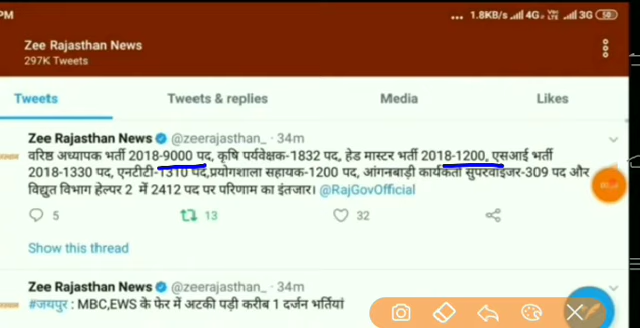 PM
... 1.8KB/s 4G+ Vo LTE 3G 50
Zee Rajasthan News
297K Tweets
Tweets Tweets & replies Media Likes
Zee Rajasthan News @zeerajasthan_ · 34m
वरिष्ठ अध्यापक भर्ती 2018-9000 पद, कृषि पर्यवेक्षक-1832 पद, हेड मास्टर भर्ती 2018-1200, एसआई भर्ती
2018-1330 पद, एनटीटी-1310 पद,प्रयोगशाला सहायक-1200 पद, आंगनबाड़ी कार्यकर्ता सुपरवाइजर-309 पद और
विद्युत विभाग हेल्पर 2 में 2412 पद पर परिणाम का इंतजार। @RajGovOfficial
5 13 32
Show this thread
Zee Rajasthan News @zeerajasthan_ · 34m
#जयपुर : MBC,EWS के फेर में अटकी पड़ी करीब 1 दर्जन भर्तियां